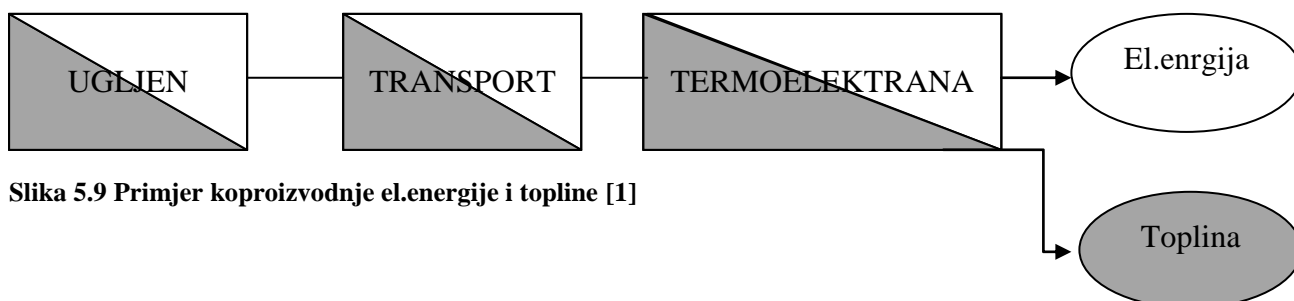 UGLJEN
TRANSPORT
TERMOELEKTRANA
El.enrgija
Slika 5.9 Primjer koproizvodnje el.energije i topline [1]
Toplina